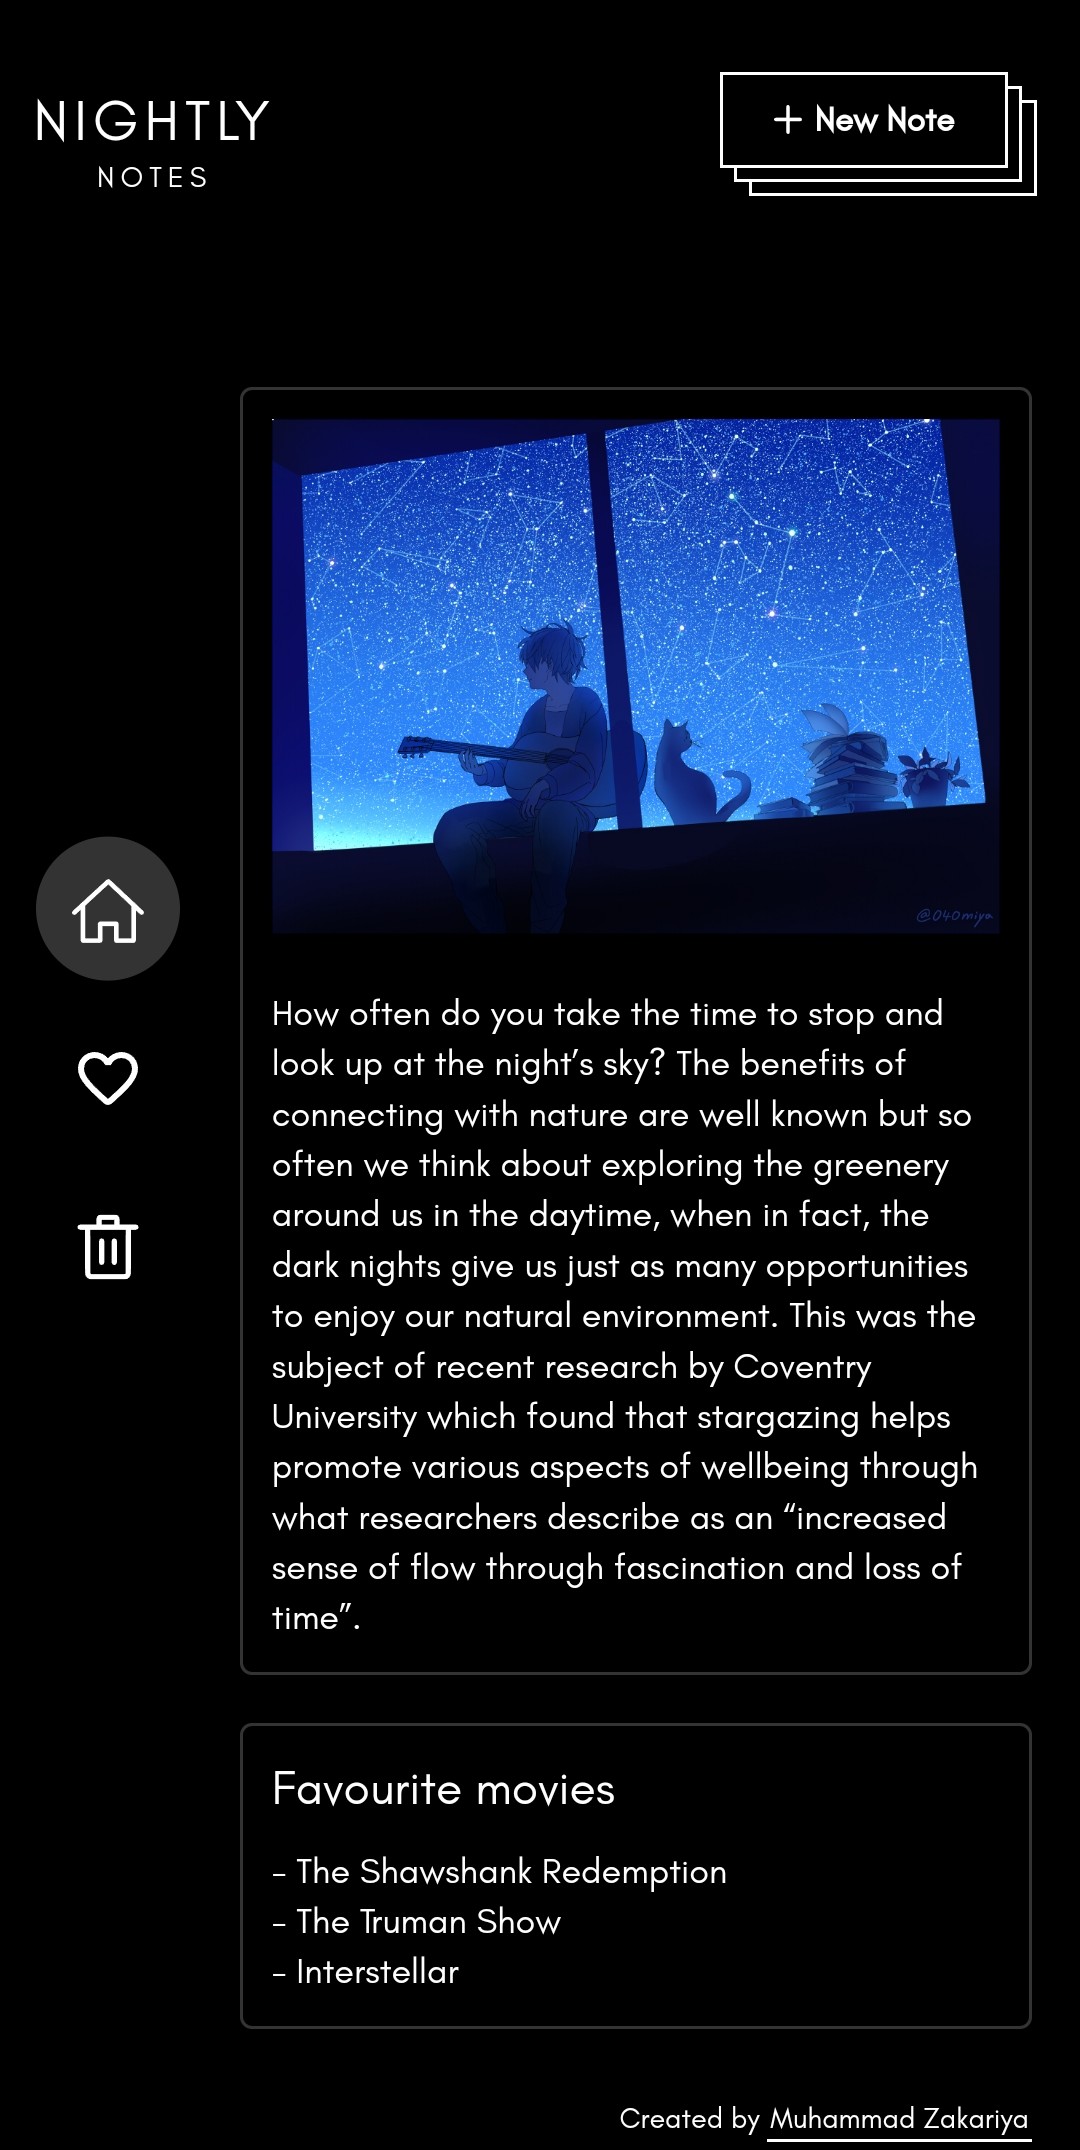 NIGHTLY
NOTES
+ New Note
@040miya
How often do you take the time to stop and
look up at the night’s sky? The benefits of
connecting with nature are well known but so
often we think about exploring the greenery
around us in the daytime, when in fact, the
dark nights give us just as many opportunities
to enjoy our natural environment. This was the
subject of recent research by Coventry
University which found that stargazing helps
promote various aspects of wellbeing through
what researchers describe as an “increased
sense of flow through fascination and loss of
time”.
Favourite movies
- The Shawshank Redemption
- The Truman Show
- Interstellar
Created by Muhammad Zakariya